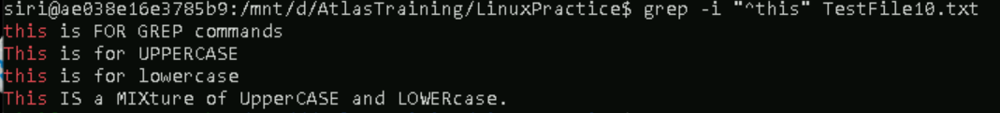 siri@ae038e16e3785b9:/mnt/d/AtlasTraining/LinuxPractice$ grep -i "^this" TestFile10.txt
this is FOR GREP commands
This is for UPPERCASE
this is for lowercase
This IS a MIXture of UpperCASE and LOWERcase.